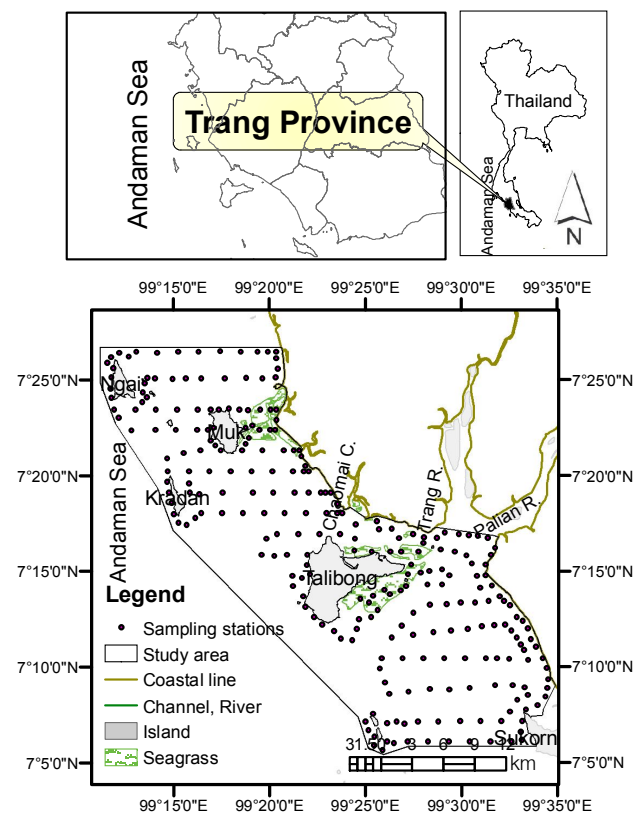 Andaman Sea
Trang Province
Thailand
Andaman Sea
N
99°15'0"E 99°20'0"E 99°25'0"E 99°30'0"E 99°35'0"E
7°25'0"N 7°25'0"N
Ngai
Muk
7°20'0"N 7°20'0"N
Andaman Sea
Kradan
Chaomai C.
Trang R.
Palian R.
7°15'0"N 7°15'0"N
Talibong
Legend
Sampling stations
Study area
Coastal line
Channel, River
Island
Seagrass
7°10'0"N 7°10'0"N
Sukorn
31.50 3 6 9 12
km
7°5'0"N 7°5'0"N
99°15'0"E 99°20'0"E 99°25'0"E 99°30'0"E 99°35'0"E